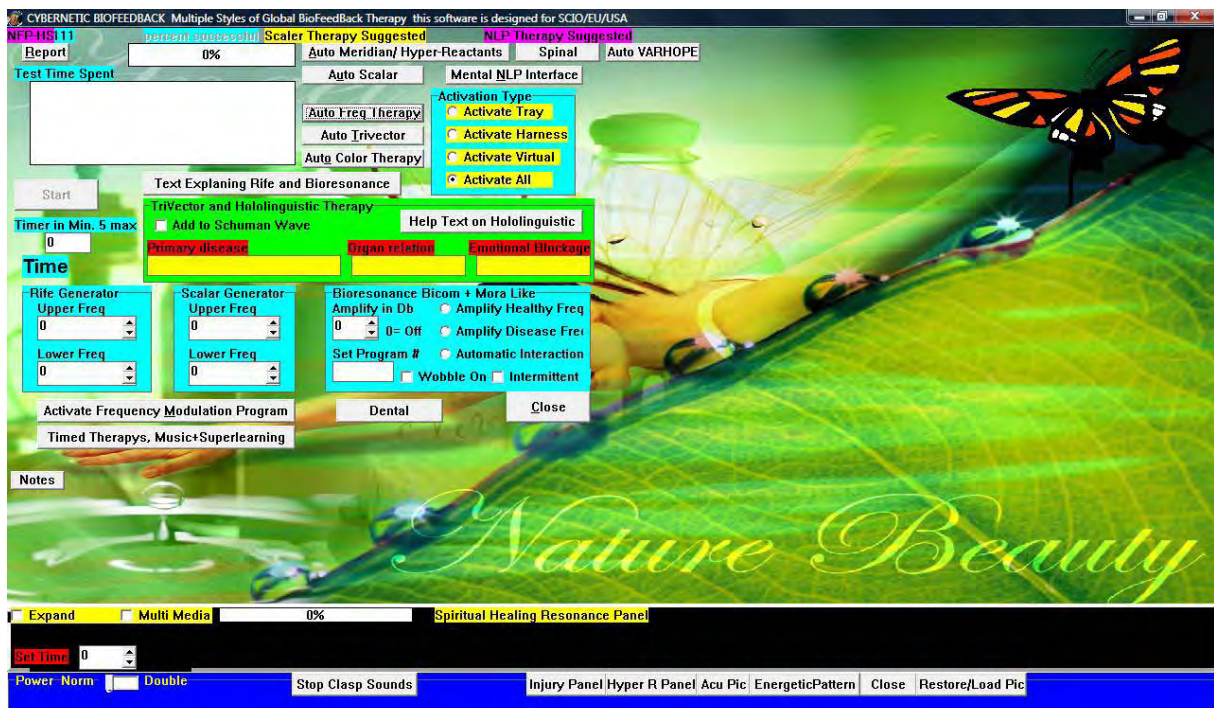 CYBERNETIC BIOFEEDBACK Multiple Styles of Global BioFeedBack Therapy this software is designed for SCIO/EU/USA
NFP-HS111 percent successful Scaler Therapy Suggested NLP Therapy Suggested
Report 0% Auto Meridian/ Hyper-Reactants Spinal Auto VARHOPE
Test Time Spent Auto Scalar Mental NLP Interface
Activation Type
Auto Freq Therapy Activate Tray
Auto Trivector Activate Harness
Auto Color Therapy Activate Virtual
Text Explaning Rife and Bioresonance Activate All
Start
TriVector and Hololinguistic Therapy
Timer in Min. 5 max Add to Schuman Wave Help Text on Hololinguistic
0
Primary disease Organ relation Emotional Blockage
Time
Rife Generator Scalar Generator Bioresonance Bicom + Mora Like
Upper Freq Upper Freq Amplify in Db Amplify Healthy Freq
0 0 0 0= Off Amplify Disease Fre
Lower Freq Lower Freq Set Program # Automatic Interaction
0 0 Wobble On Intermittent
Activate Frequency Modulation Program Dental Close
Timed Therapys, Music+Superlearning
Notes
Nature Beauty
Expand Multi Media 0% Spiritual Healing Resonance Panel
Set Time 0
Power Norm Double Stop Clasp Sounds Injury Panel Hyper R Panel Acu Pic EnergeticPattern Close Restore/Load Pic